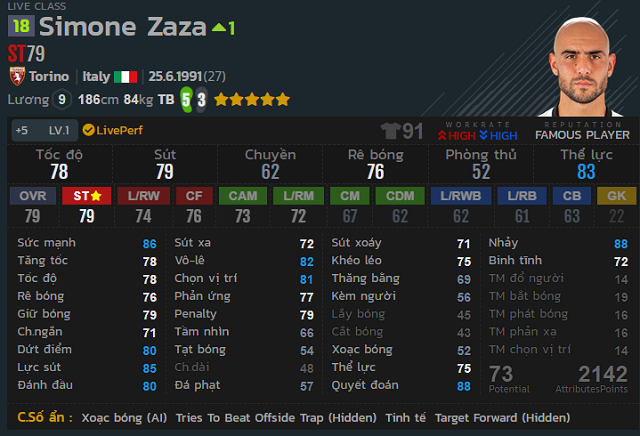 LIVE CLASS
18 Simone Zaza 1
ST79
Torino Italy 25.6.1991(27)
Lương 9 186cm 84kg TB 5 3
+5 LV.1 LivePerf 91 WORKRATE HIGH HIGH REPUTATION FAMOUS PLAYER
Tốc độ Sút Chuyền Rê bóng Phòng thủ Thể lực
78 79 62 76 52 83
OVR ST L/RW CF CAM L/RM CM CDM L/RWB L/RB CB GK
79 79 74 76 73 72 67 62 62 61 63 22
Sức mạnh 86 Sút xa 72 Sút xoáy 71 Nhảy 88
Tăng tốc 78 Vô-lê 82 Khéo léo 75 Bình tĩnh 72
Tốc độ 78 Chọn vị trí 81 Thăng bằng 69 TM đổ người 14
Rê bóng 76 Phản ứng 77 Kèm người 56 TM bắt bóng 19
Giữ bóng 79 Penalty 79 Lấy bóng 45 TM phát bóng 16
Ch.ngắn 71 Tầm nhìn 66 Cắt bóng 43 TM phản xạ 16
Dứt điểm 80 Tạt bóng 54 Xoạc bóng 52 TM chọn vị trí 14
Lực sút 85 Ch.dài 48 Thể lực 75 73 2142
Đánh đầu 80 Đá phạt 57 Quyết đoán 88 Potential AttributesPoints
C.Số ẩn : Xoạc bóng (AI) Tries To Beat Offside Trap (Hidden) Tinh tế Target Forward (Hidden)